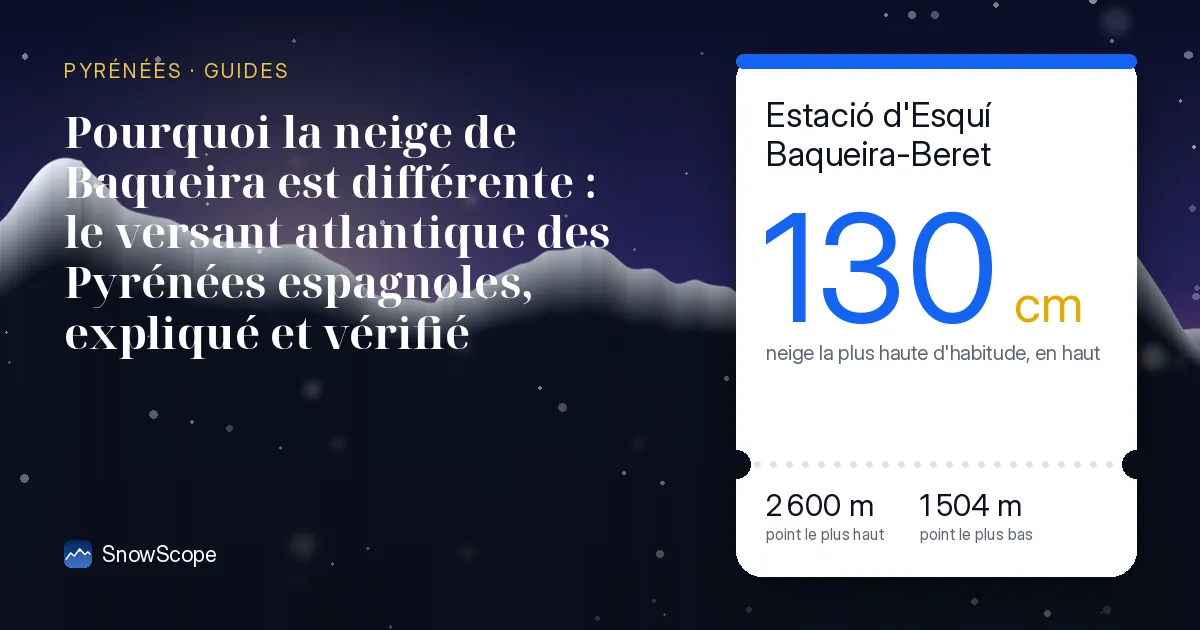 PYRÉNÉES · GUIDES
Pourquoi la neige de
Baqueira est différente :
le versant atlantique des
Pyrénées espagnoles,
expliqué et vérifié
SnowScope
Estació d'Esquí
Baqueira-Beret
130 cm
neige la plus haute d'habitude, en haut
2 600 m
point le plus haut
1 504 m
point le plus bas